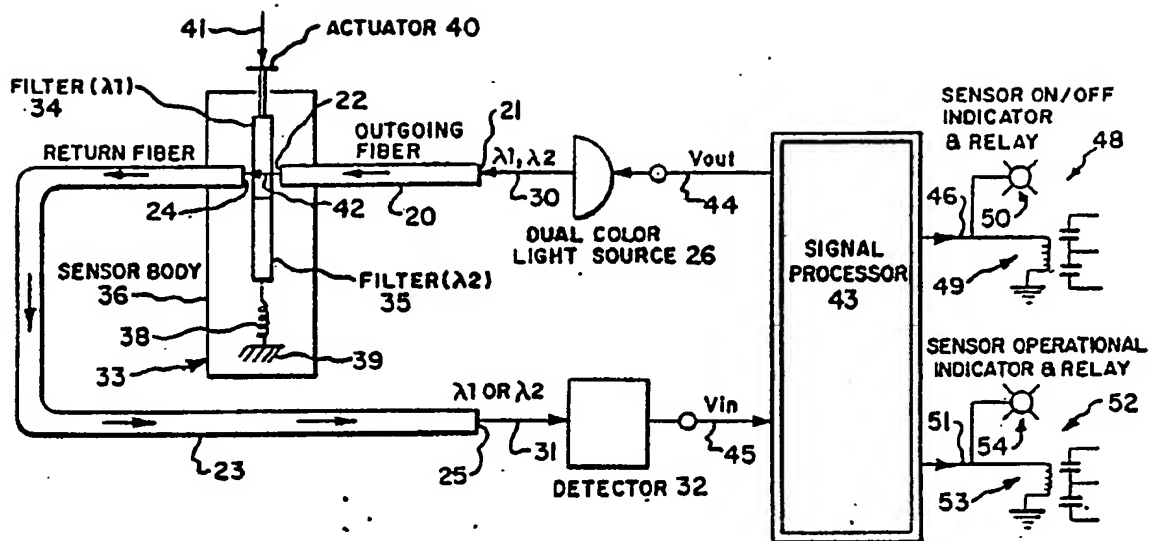 41
ACTUATOR 40
FILTER (λ1)
34
22
RETURN FIBER
OUTGOING
FIBER
21
λ1, λ2
30
Vout
44
24
42
20
DUAL COLOR
LIGHT SOURCE 26
SENSOR BODY
36
FILTER (λ2)
35
38
39
33
SIGNAL
PROCESSOR
43
SENSOR ON/OFF
INDICATOR
& RELAY
48
46
50
49
SENSOR OPERATIONAL
INDICATOR & RELAY
52
51
54
53
λ1 OR λ2
23
25
31
DETECTOR 32
Vin
45